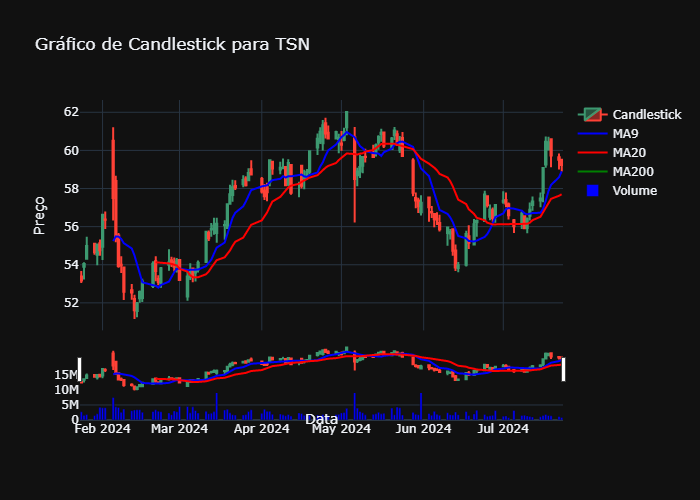 Gráfico de Candlestick para TSN
Candlestick
MA9
MA20
MA200
Volume
Preço
62
60
58
56
54
52
15M
10M
5M
0
Feb 2024
Mar 2024
Apr 2024
May 2024
Jun 2024
Jul 2024
Data